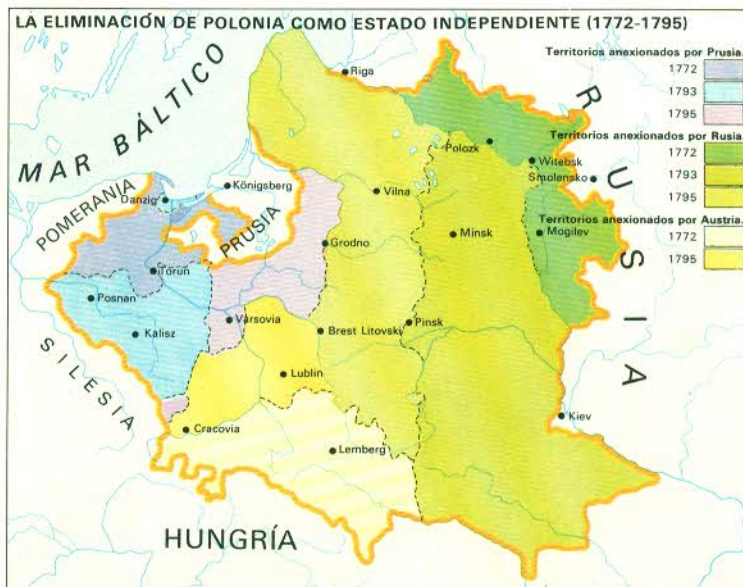 LA ELIMINACIÓN DE POLONIA COMO ESTADO INDEPENDIENTE (1772-1795)
Territorios anexionados por Prusia.
1772
1793
1795
Territorios anexionados por Rusia.
1772
1793
1795
Territorios anexionados por Austria.
1772
1795
MAR BÁLTICO
RUSIA
Riga
Polozk
Witebsk
Smolensko
POMERANIA
Königsberg
Danzig
PRUSIA
Vilna
Minsk
Mogilev
Grodno
Torun
Posnan
Kalisz
Varsovia
Brest Litovski
Pinsk
SILESIA
Lublin
Kiev
Cracovia
Lemberg
HUNGRÍA